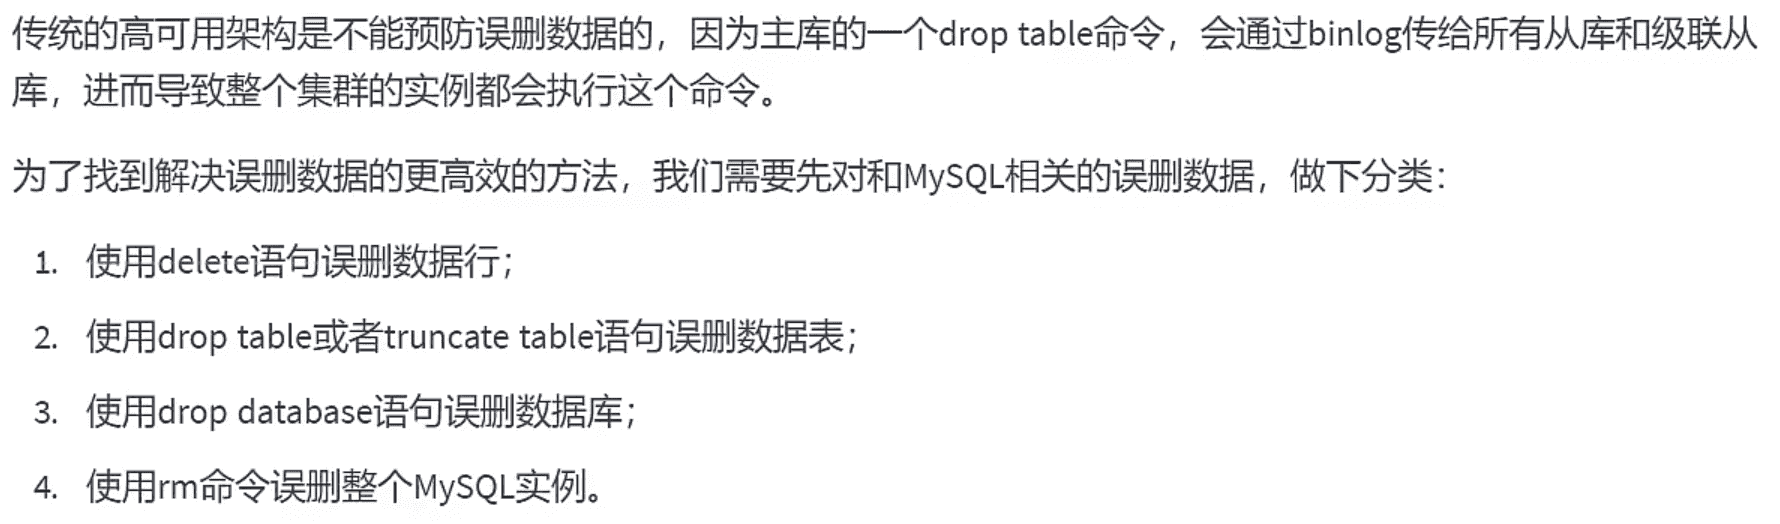 传统的高可用架构是不能预防误删数据的，因为主库的一个drop table命令，会通过binlog传给所有从库和级联从
库，进而导致整个集群的实例都会执行这个命令。
为了找到解决误删数据的更高效的方法，我们需要先对和MySQL相关的误删数据，做下分类：
1. 使用delete语句误删数据行；
2. 使用drop table或者truncate table语句误删数据表；
3. 使用drop database语句误删数据库；
4. 使用rm命令误删整个MySQL实例。